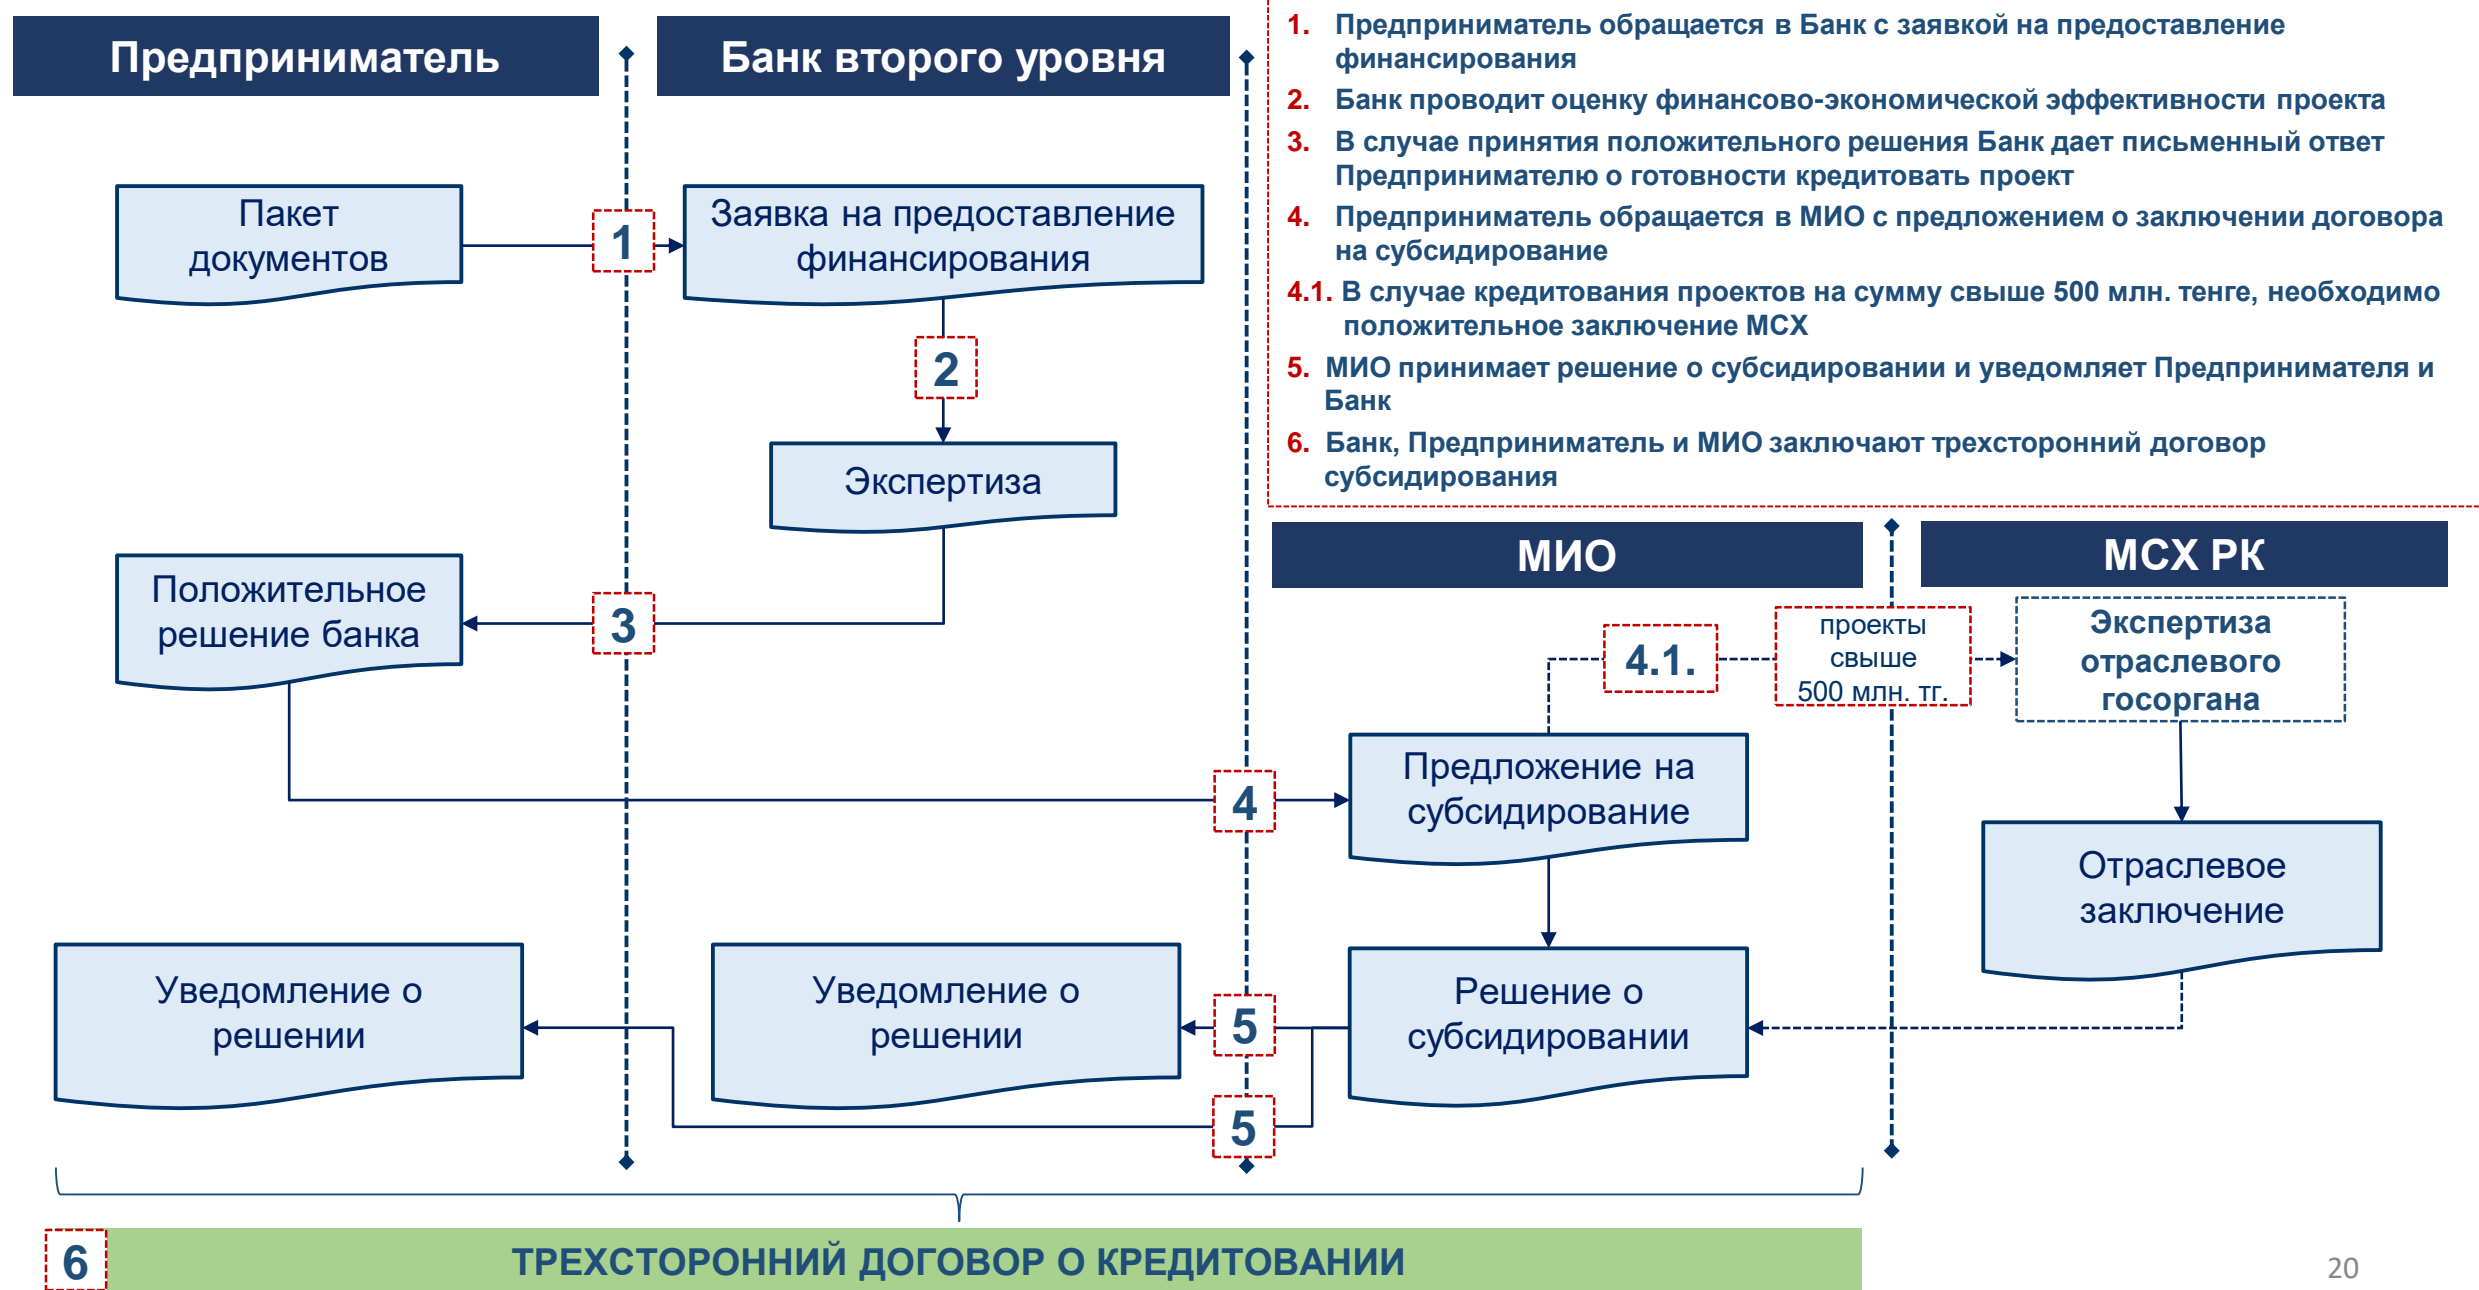 Предприниматель
Банк второго уровня
1. Предприниматель обращается в Банк с заявкой на предоставление
финансирования
2. Банк проводит оценку финансово-экономической эффективности проекта
3. В случае принятия положительного решения Банк дает письменный ответ
Предпринимателю о готовности кредитовать проект
4. Предприниматель обращается в МИО с предложением о заключении договора
на субсидирование
4.1. В случае кредитования проектов на сумму свыше 500 млн. тенге, необходимо
положительное заключение МСХ
5. МИО принимает решение о субсидировании и уведомляет Предпринимателя и
Банк
6. Банк, Предприниматель и МИО заключают трехсторонний договор
субсидирования
Пакет
документов
1
Заявка на предоставление
финансирования
2
Экспертиза
Положительное
решение банка
3
МИО
МСХ РК
4.1.
проекты
свыше
500 млн. тг.
Экспертиза
отраслевого
госоргана
4
Предложение на
субсидирование
Отраслевое
заключение
Уведомление о
решении
Уведомление о
решении
5
Решение о
субсидировании
5
6
ТРЕХСТОРОННИЙ ДОГОВОР О КРЕДИТОВАНИИ
20